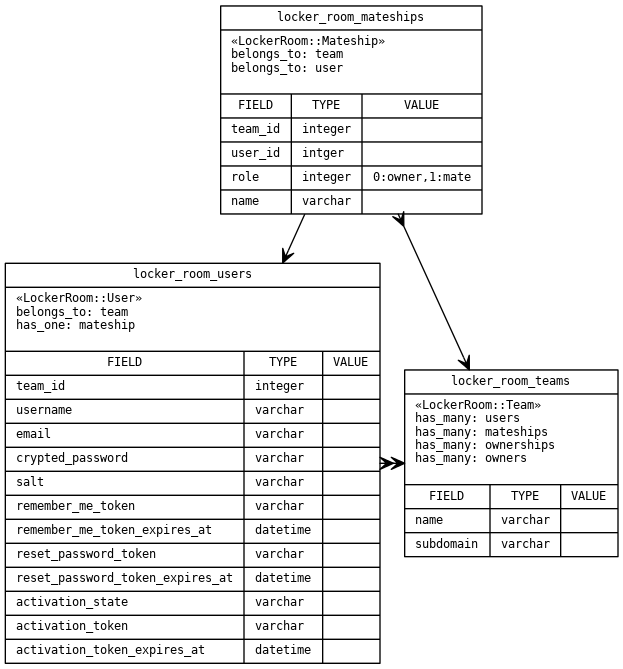 locker_room_mateships
«LockerRoom::Mateship»
belongs_to: team
belongs_to: user
FIELD TYPE VALUE
team_id integer
user_id intger
role integer 0:owner,1:mate
name varchar
locker_room_users
«LockerRoom::User»
belongs_to: team
has_one: mateship
FIELD TYPE VALUE
team_id integer
username varchar
email varchar
crypted_password varchar
salt varchar
remember_me_token varchar
remember_me_token_expires_at datetime
reset_password_token varchar
reset_password_token_expires_at datetime
activation_state varchar
activation_token varchar
activation_token_expires_at datetime
locker_room_teams
«LockerRoom::Team»
has_many: users
has_many: mateships
has_many: ownerships
has_many: owners
FIELD TYPE VALUE
name varchar
subdomain varchar